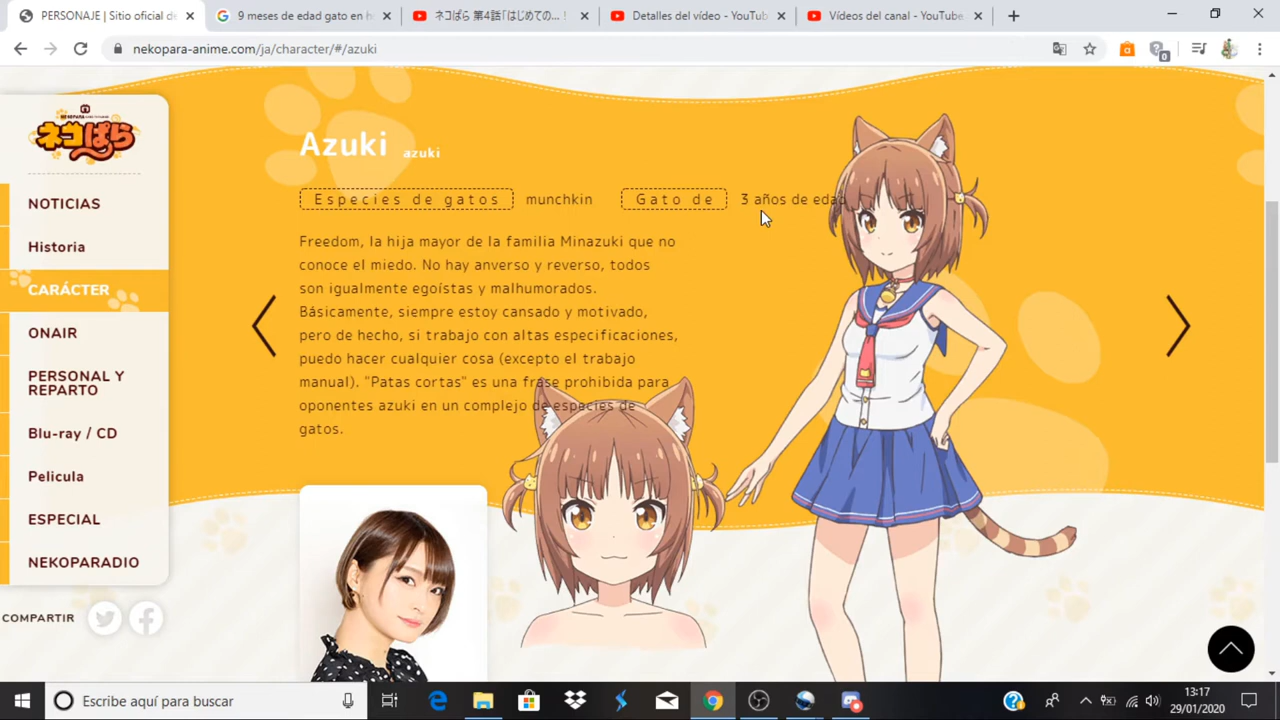 PERSONAJE | Sitio oficial de
9 meses de edad gato en h
ネコぱら 第4話「はじめての…!
Detalles del vídeo - YouTub
Vídeos del canal - YouTube
nekopara-anime.com/ja/character/#/azuki
0
ネコぱら
NOTICIAS
Historia
CARÁCTER
ONAIR
PERSONAL Y
REPARTO
Blu-ray / CD
Pelicula
ESPECIAL
NEKOPARADIO
COMPARTIR
Azuki azuki
Especies de gatos munchkin Gato de 3 años de edad
Freedom, la hija mayor de la familia Minazuki que no
conoce el miedo. No hay anverso y reverso, todos
son igualmente egoístas y malhumorados.
Básicamente, siempre estoy cansado y motivado,
pero de hecho, si trabajo con altas especificaciones,
puedo hacer cualquier cosa (excepto el trabajo
manual). "Patas cortas" es una frase prohibida para
oponentes azuki en un complejo de especies de
gatos.
Escribe aquí para buscar
13:17
29/01/2020